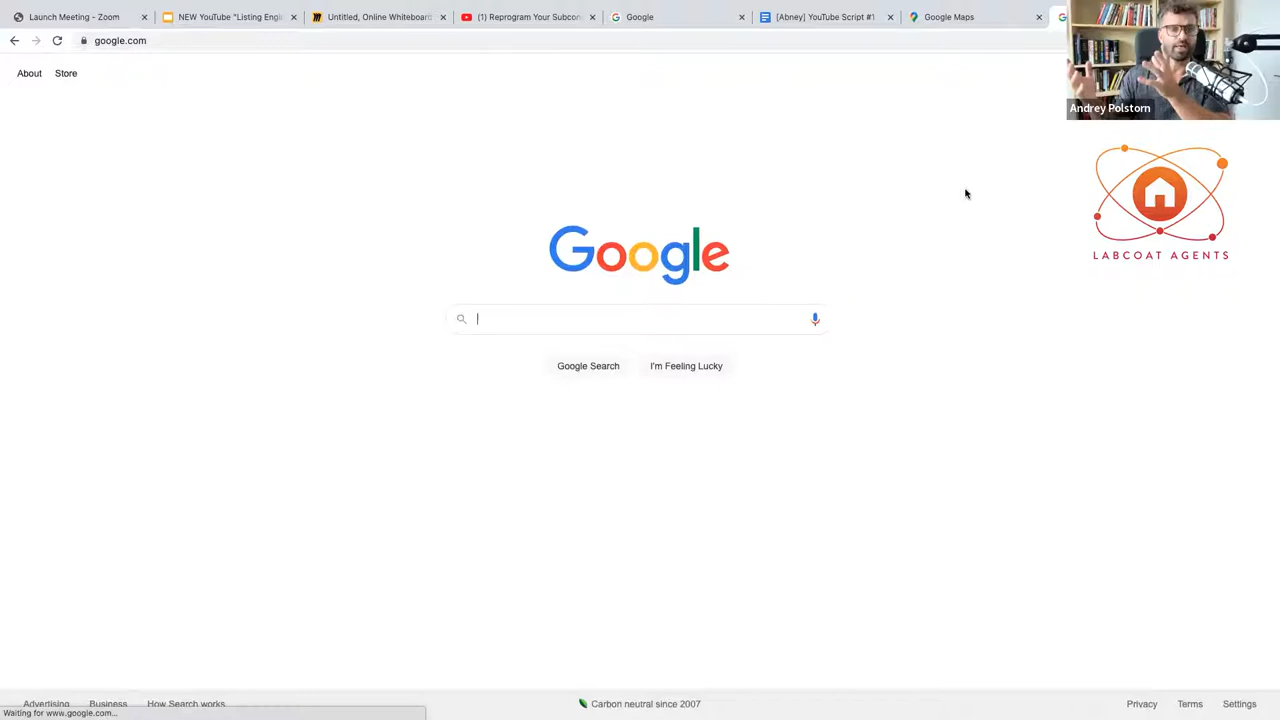 Launch Meeting - Zoom
NEW YouTube "Listing Engi
Untitled, Online Whiteboard
(1) Reprogram Your Subcon
Google
[Abney] YouTube Script #1
Google Maps
google.com
About
Store
Andrey Polstorn
LABCOAT AGENTS
Google
Google Search
I'm Feeling Lucky
Advertising
Business
How Search works
Carbon neutral since 2007
Privacy
Terms
Settings
Waiting for www.google.com...